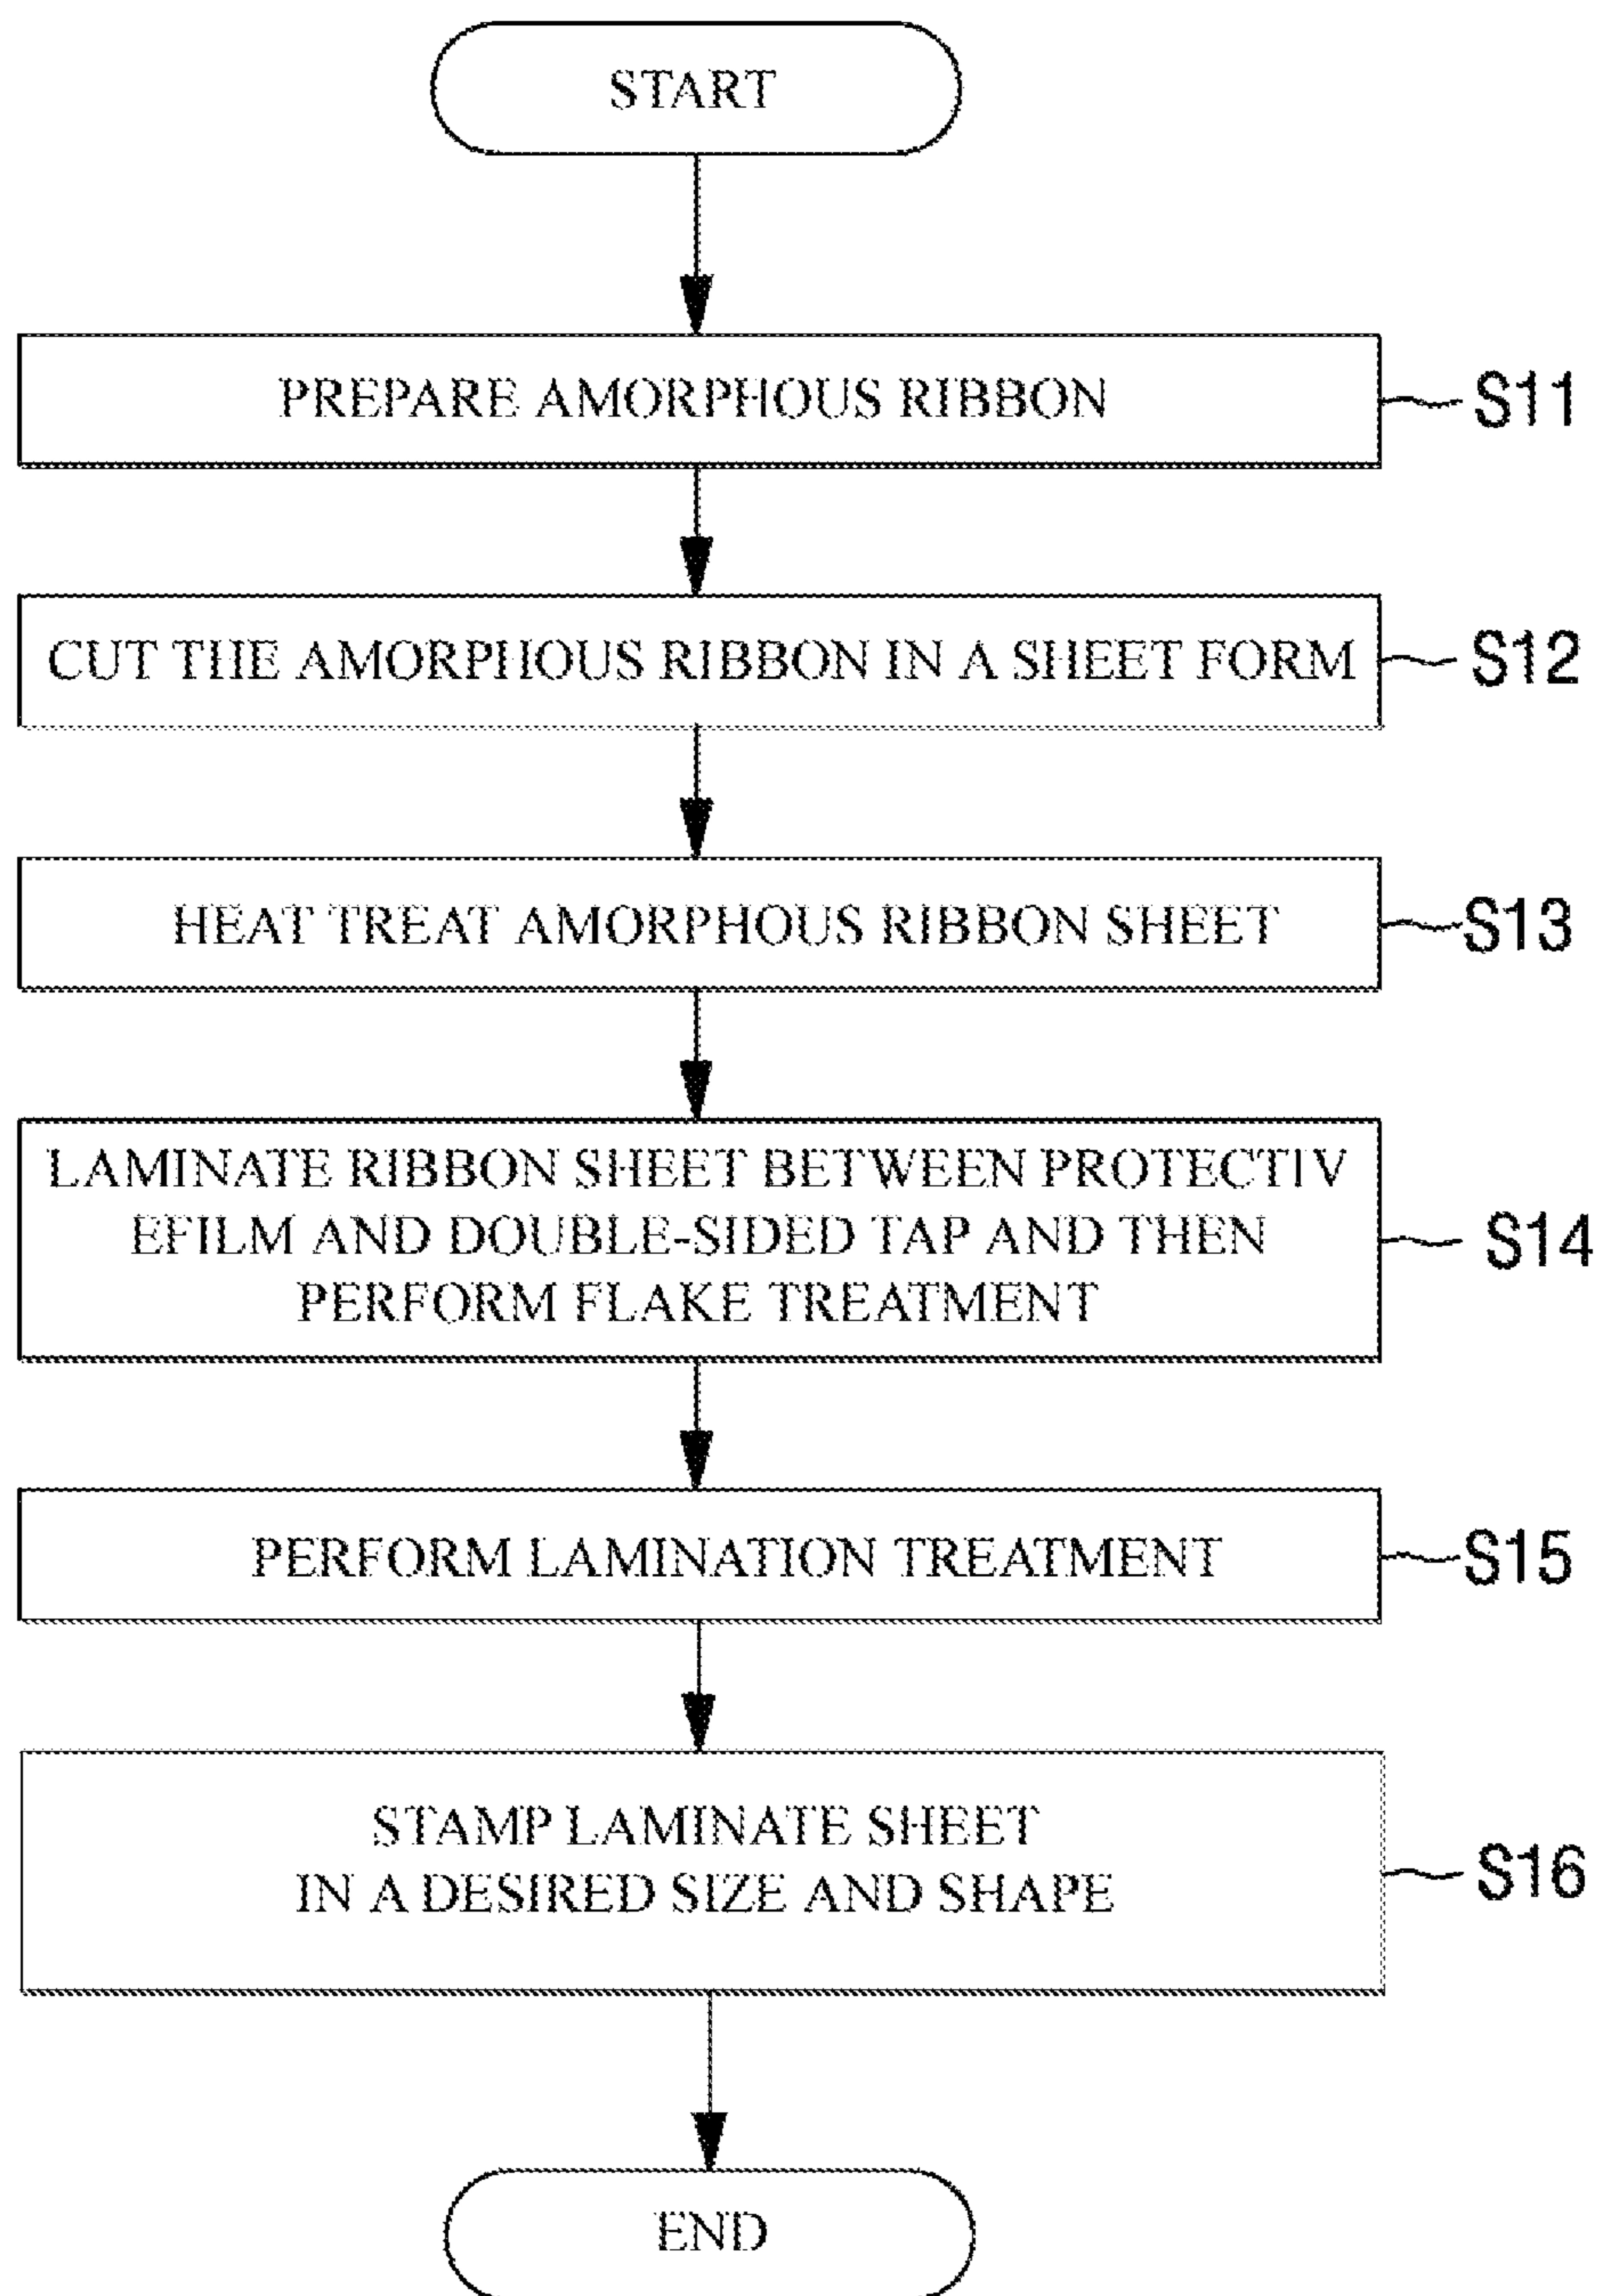 START
PREPARE AMORPHOUS RIBBON
S11
CUT THE AMORPHOUS RIBBON IN A SHEET FORM
S12
HEAT TREAT AMORPHOUS RIBBON SHEET
S13
LAMINATE RIBBON SHEET BETWEEN PROTECTIV
EFILM AND DOUBLE-SIDED TAP AND THEN
PERFORM FLAKE TREATMENT
S14
PERFORM LAMINATION TREATMENT
S15
STAMP LAMINATE SHEET
IN A DESIRED SIZE AND SHAPE
S16
END